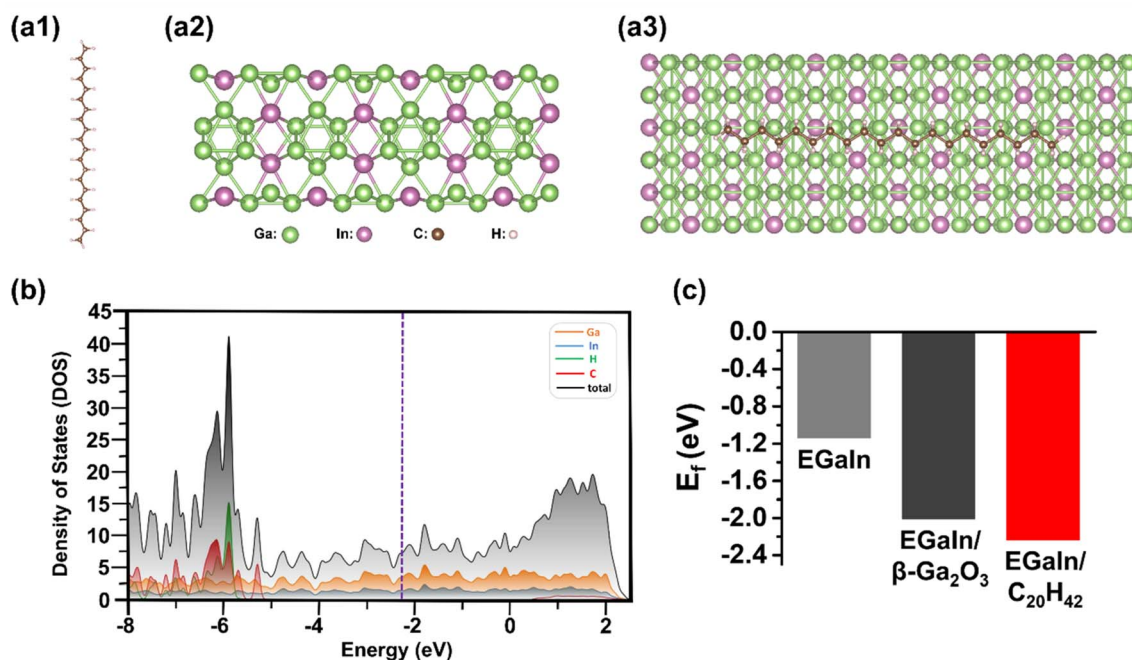 (a1)
(a2)
(a3)
Ga:
In:
C:
H:
(b)
Density of States (DOS)
45
40
35
30
25
20
15
10
5
0
-8
-6
-4
-2
0
2
Energy (eV)
Ga
In
H
C
total
(c)
E_f (eV)
0.0
-0.4
-0.8
-1.2
-1.6
-2.0
-2.4
EGaIn
EGaIn/
β-Ga₂O₃
EGaIn/
C₂₀H₄₂